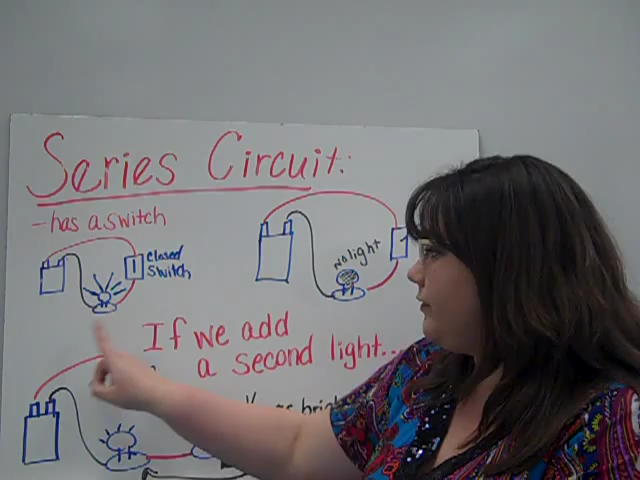 Series Circuit:
- has a switch
closed
switch
No light
If we add
a second light...